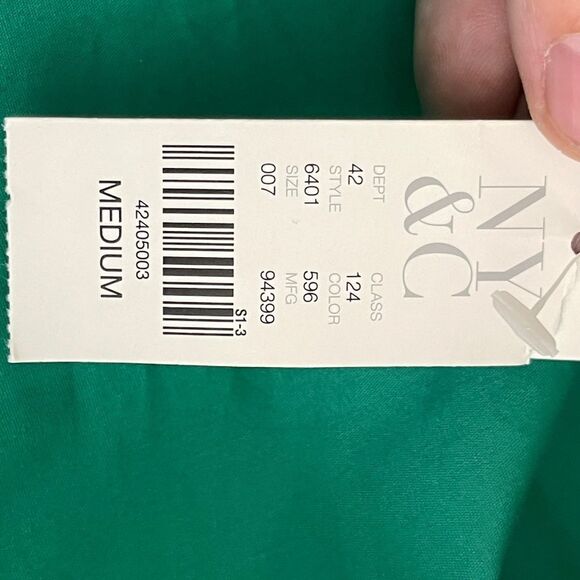 NY
&C
DEPT CLASS
42 124
STYLE COLOR
6401 596
SIZE MFG
007 94399
S1-3
42405003
MEDIUM